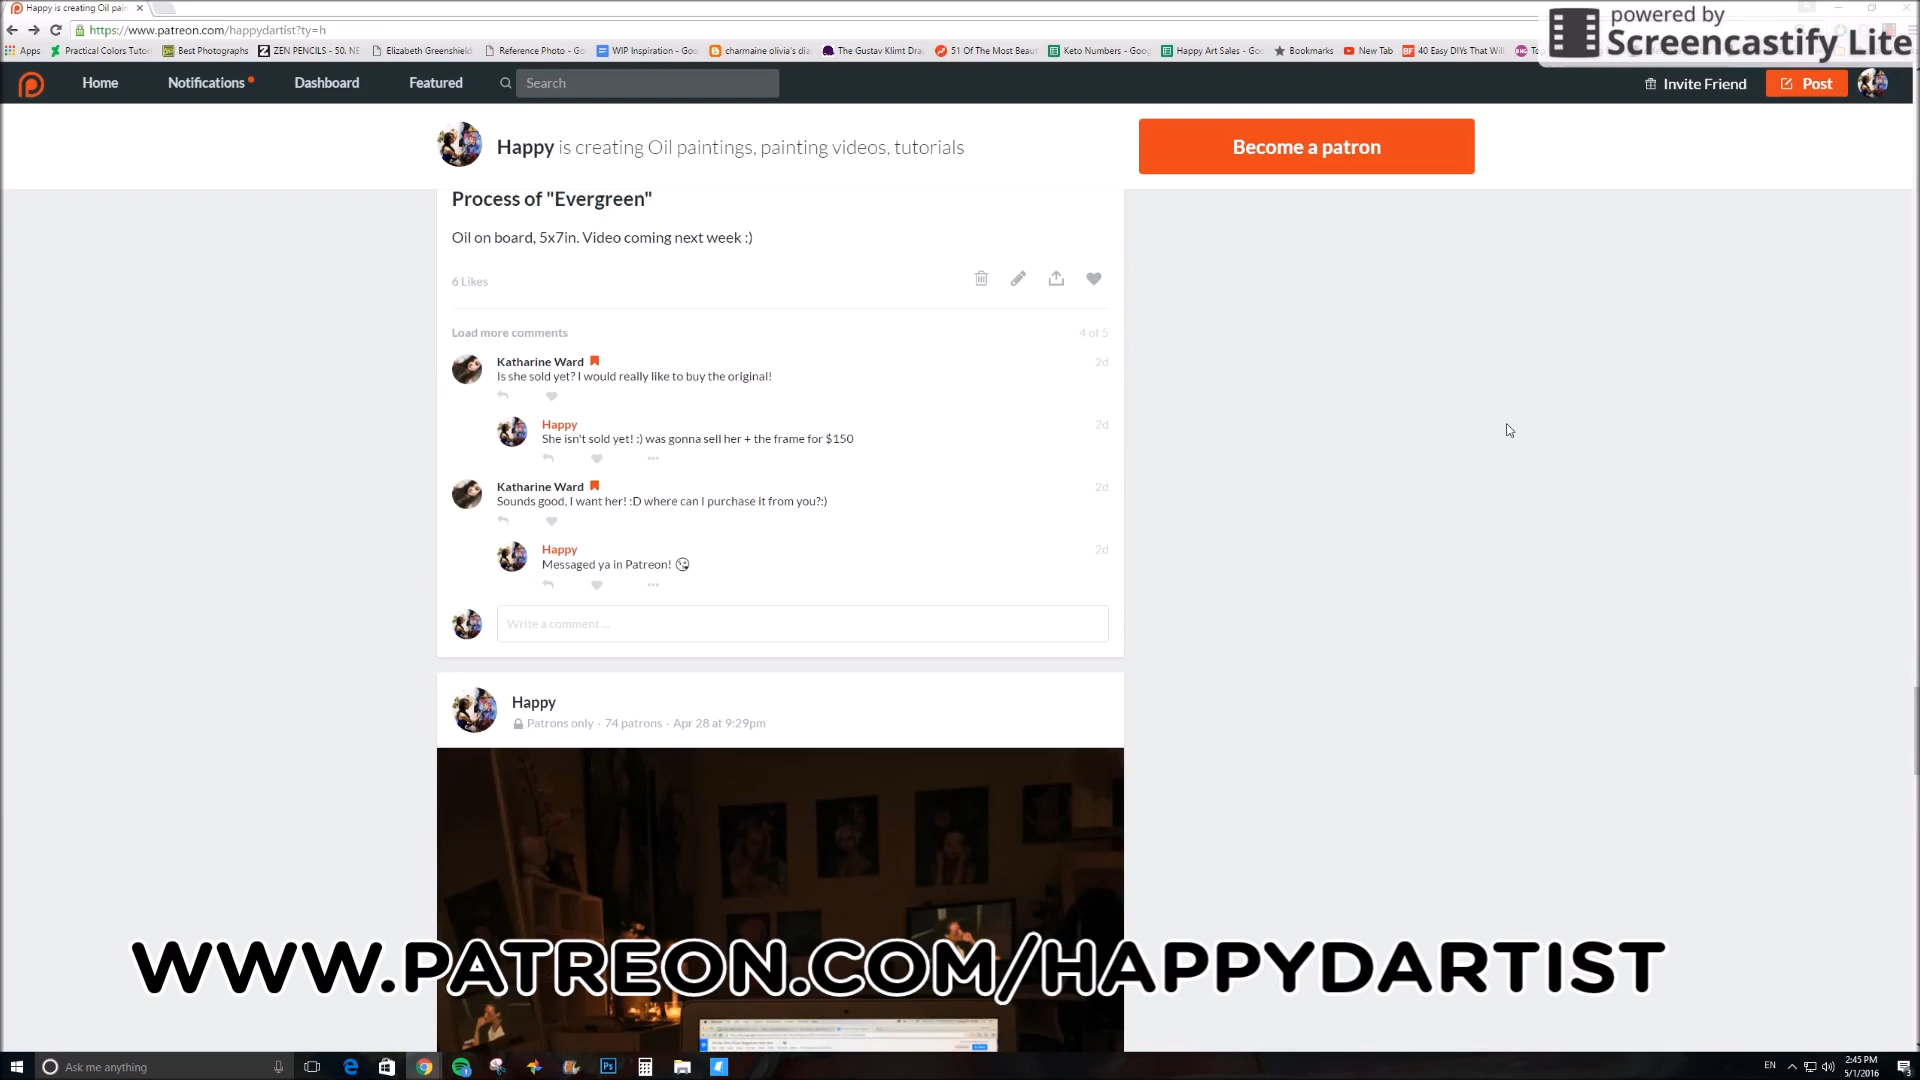 Happy is creating Oil pain
https://www.patreon.com/happydartist?ty=h
powered by
Screencastify Lite
Apps Practical Colors Tutor Best Photographs ZEN PENCILS - 50. NE Elizabeth Greenshield Reference Photo - Go WIP Inspiration - Goo charmaine olivia's dia The Gustav Klimt Dra 51 Of The Most Beaut Keto Numbers - Goog Happy Art Sales - Goo Bookmarks New Tab 40 Easy DIYs That Will
Home Notifications Dashboard Featured Search Invite Friend Post
Happy is creating Oil paintings, painting videos, tutorials
Become a patron
Process of "Evergreen"
Oil on board, 5x7in. Video coming next week :)
6 Likes
Load more comments 4 of 5
Katharine Ward 2d
Is she sold yet? I would really like to buy the original!
Happy 2d
She isn't sold yet! :) was gonna sell her + the frame for $150
Katharine Ward 2d
Sounds good, I want her! :D where can I purchase it from you?:)
Happy 2d
Messaged ya in Patreon! 😘
Write a comment ...
Happy
Patrons only · 74 patrons · Apr 28 at 9:29pm
WWW.PATREON.COM/HAPPYDARTIST
Ask me anything
Ps
EN
2:45 PM
5/1/2016